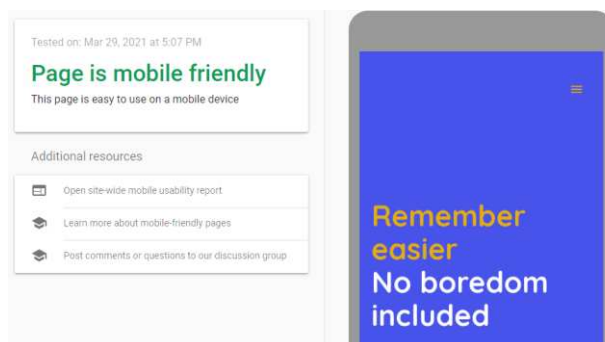 Tested on: Mar 29, 2021 at 5:07 PM
Page is mobile friendly
This page is easy to use on a mobile device
Additional resources
Open site-wide mobile usability report
Learn more about mobile-friendly pages
Post comments or questions to our discussion group
Remember
easier
No boredom
included